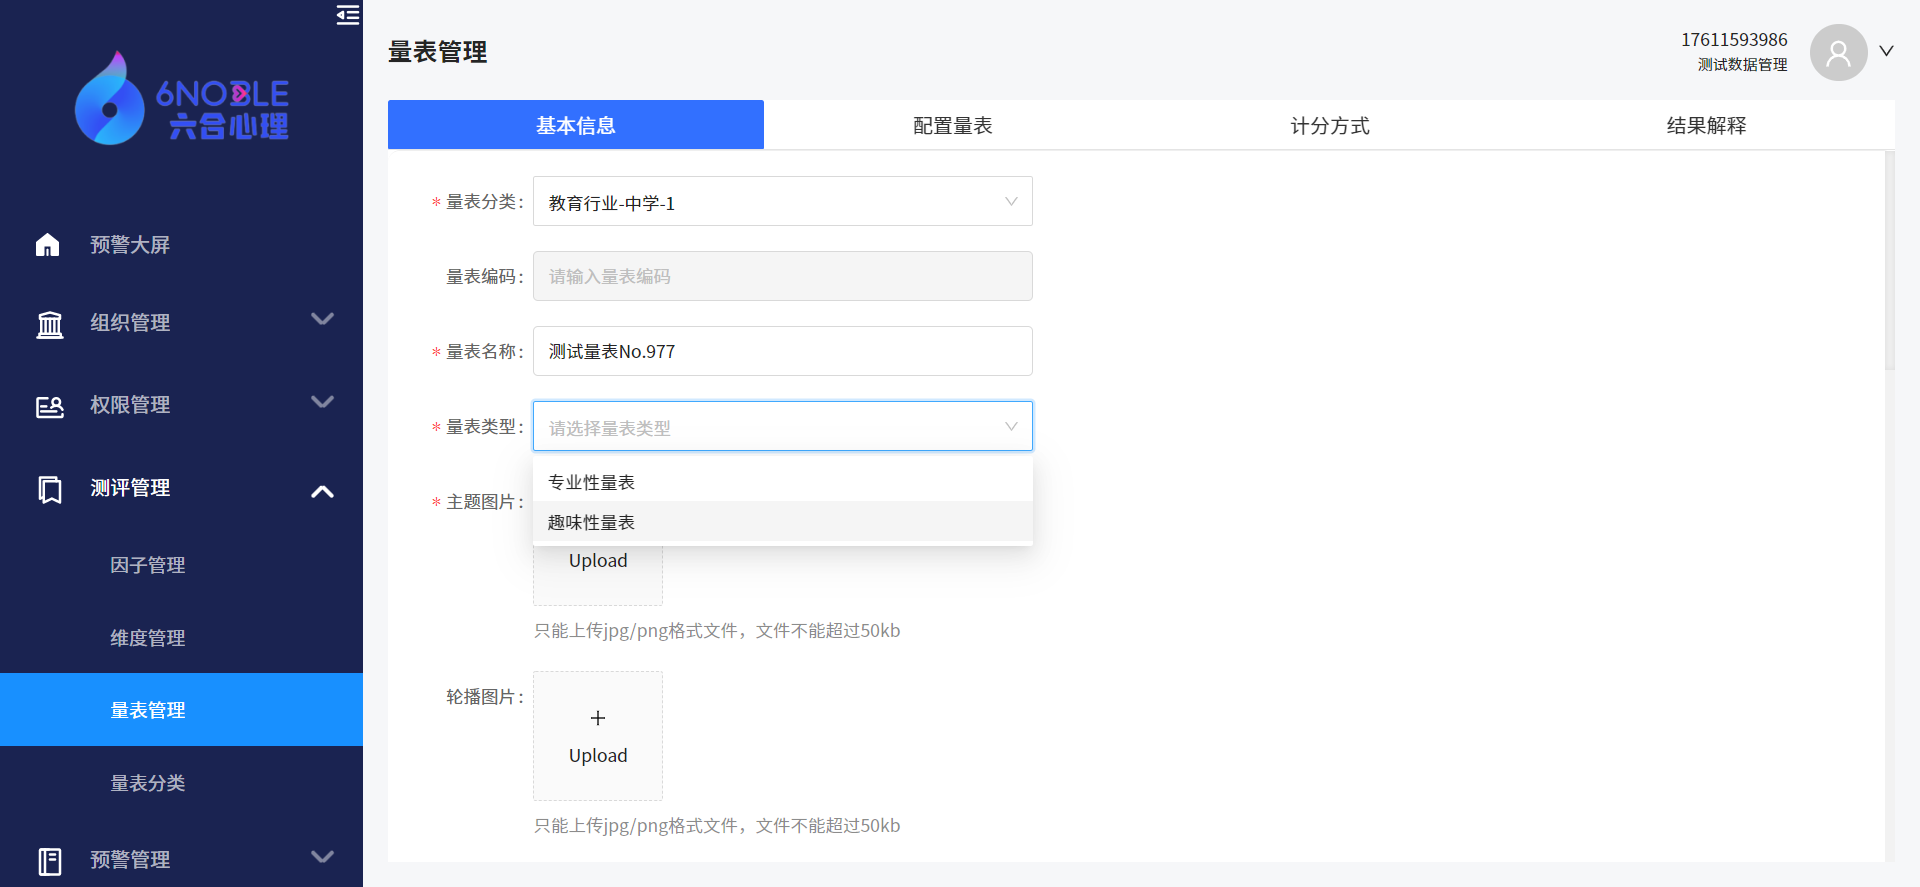 6NOBLE
六合心理
预警大屏
组织管理
权限管理
测评管理
因子管理
维度管理
量表管理
量表分类
预警管理
量表管理
17611593986
测试数据管理
基本信息
配置量表
计分方式
结果解释
* 量表分类: 教育行业-中学-1
量表编码: 请输入量表编码
* 量表名称: 测试量表No.977
* 量表类型: 请选择量表类型
专业性量表
趣味性量表
* 主题图片:
Upload
只能上传jpg/png格式文件，文件不能超过50kb
轮播图片:
Upload
只能上传jpg/png格式文件，文件不能超过50kb